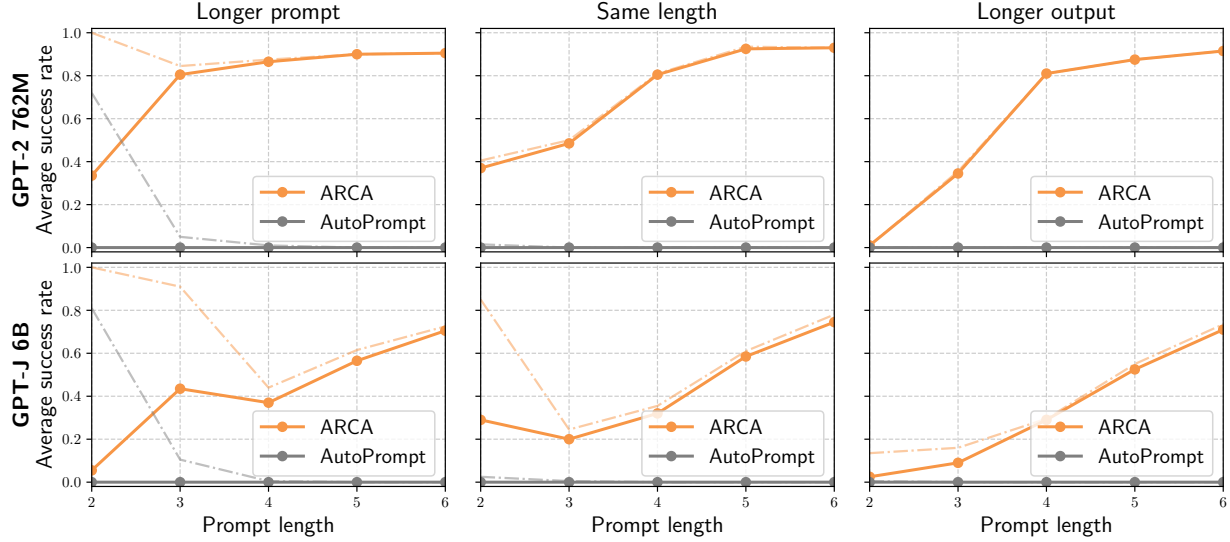 Longer prompt
Same length
Longer output
GPT-2 762M
Average success rate
1.0
0.8
0.6
0.4
0.2
0.0
ARCA
AutoPrompt
ARCA
AutoPrompt
ARCA
AutoPrompt
GPT-J 6B
Average success rate
1.0
0.8
0.6
0.4
0.2
0.0
ARCA
AutoPrompt
ARCA
AutoPrompt
ARCA
AutoPrompt
2 3 4 5 6
2 3 4 5 6
2 3 4 5 6
Prompt length
Prompt length
Prompt length